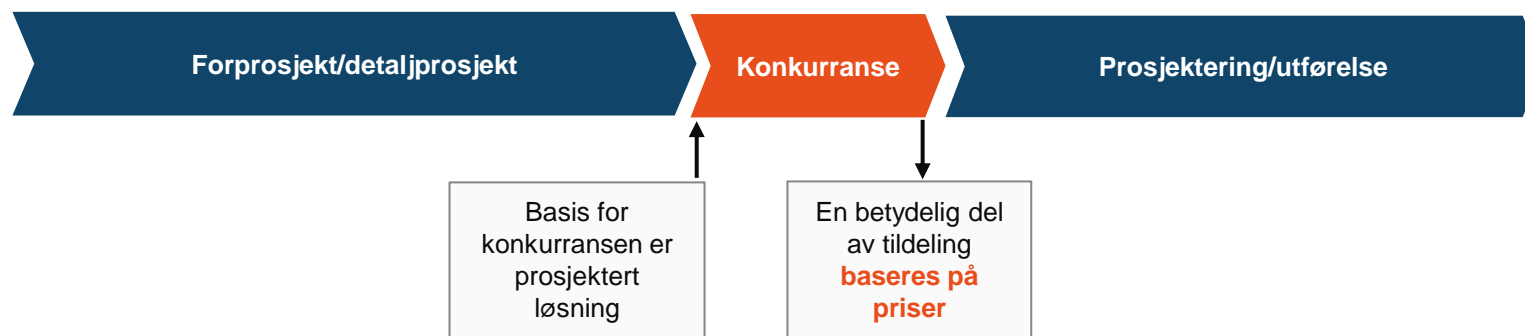 Forprosjekt/detaljprosjekt
Konkurranse
Prosjektering/utførelse
Basis for
konkurransen er
prosjektert
løsning
En betydelig del
av tildeling
baseres på
priser